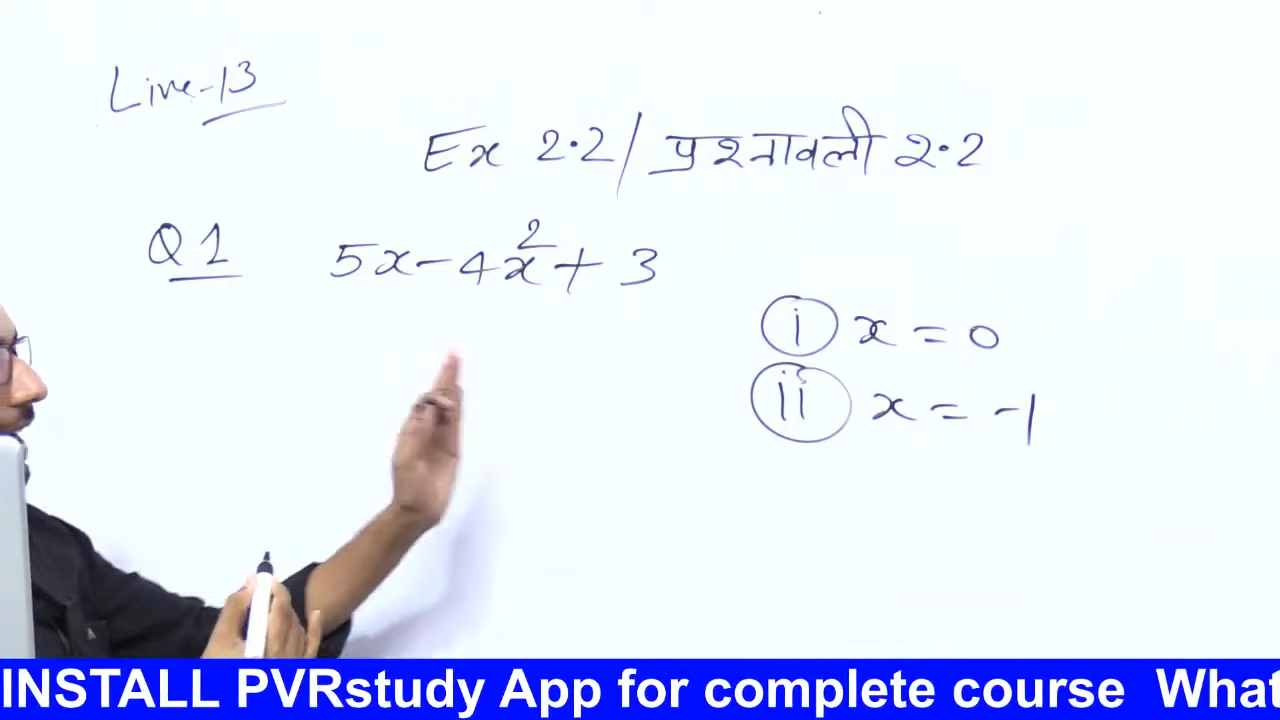 Live-13
Ex 2.2/ प्रश्नावली 2.2
Q1 5x-4x²+3
i x=0
ii x=-1
INSTALL PVRstudy App for complete course What